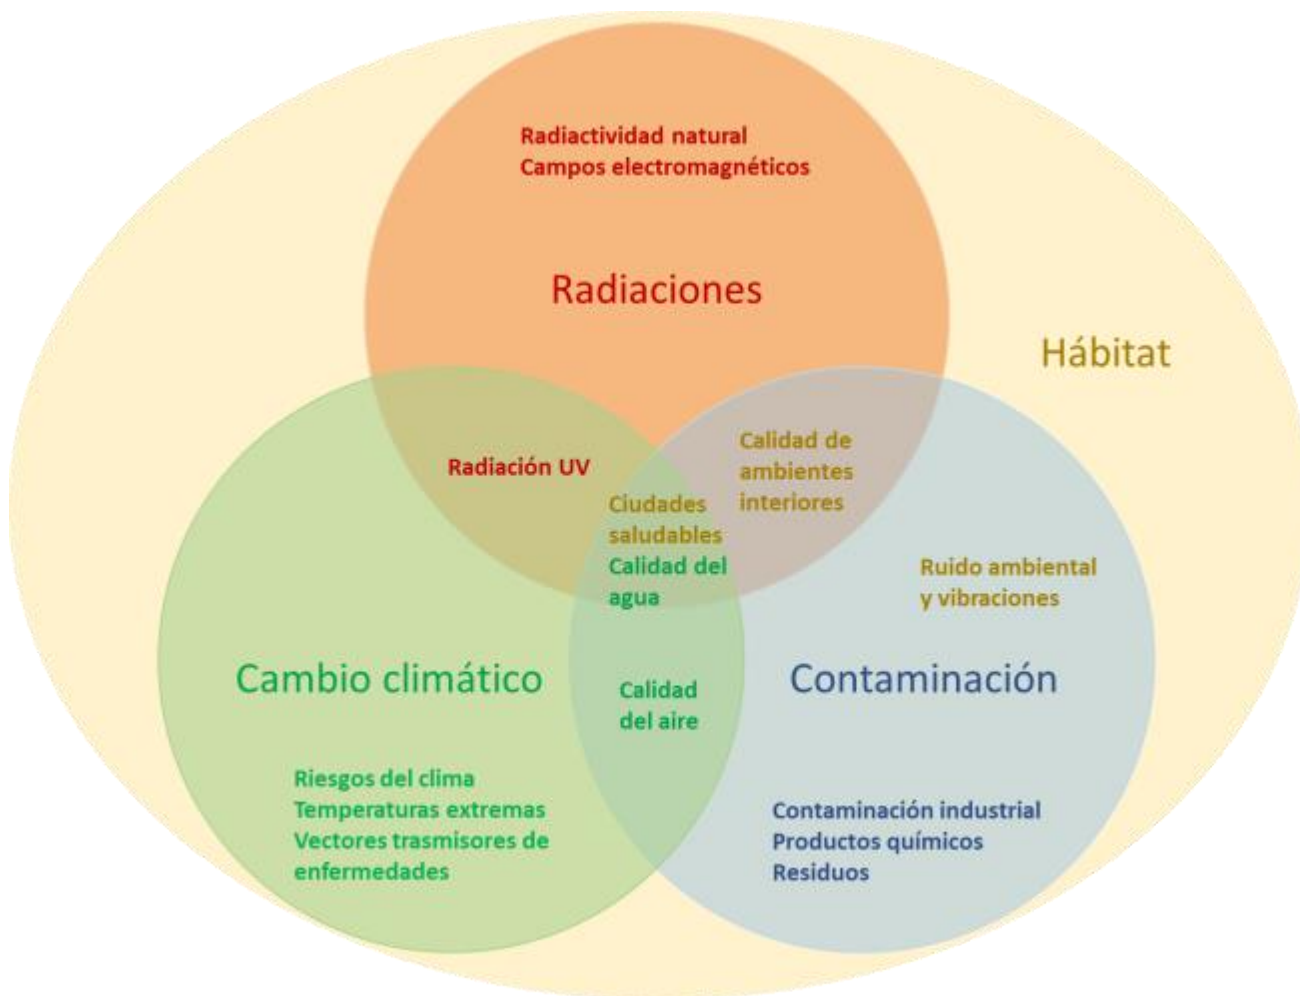 Radiactividad natural
Campos electromagnéticos
Radiaciones
Hábitat
Calidad de
ambientes
interiores
Radiación UV
Ciudades
saludables
Calidad del
agua
Ruido ambiental
y vibraciones
Cambio climático
Contaminación
Calidad
del aire
Riesgos del clima
Temperaturas extremas
Vectores trasmisores de
enfermedades
Contaminación industrial
Productos químicos
Residuos